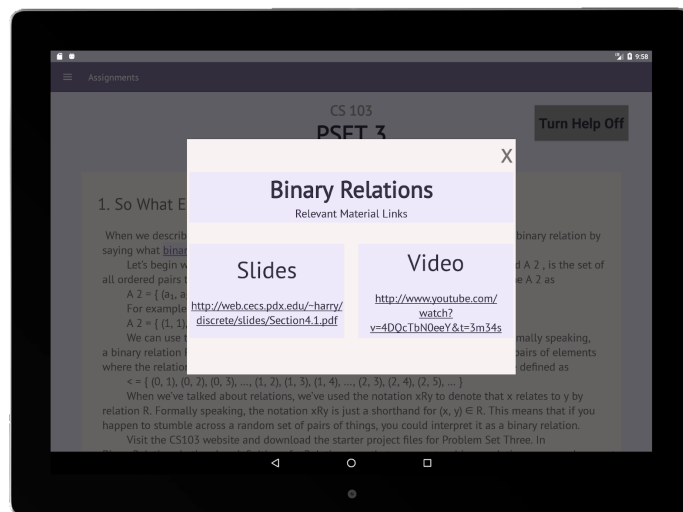 9:58
Assignments
CS 103
PSET 3
Turn Help Off
X
Binary Relations
Relevant Material Links
Slides
http://web.cecs.pdx.edu/~harry/
discrete/slides/Section4.1.pdf
Video
http://www.youtube.com/
watch?
v=4DQcTbN0eeY&t=3m34s
1. So What
When we binary relation by
saying what
Let's begin A 2 , is the set of
all ordered pairs A 2 as
A 2 = { (a₁,
For example
A 2 = { (1, 1),
We can use speaking,
a binary relation pairs of elements
where the defined as
< = { (0, 1), (0, 2), (0, 3), ..., (1, 2), (1, 3), (1, 4), ..., (2, 3), (2, 4), (2, 5), ... }
When we've talked about relations, we've used the notation xRy to denote that x relates to y by
relation R. Formally speaking, the notation xRy is just a shorthand for (x, y) ∈ R. This means that if you
happen to stumble across a random set of pairs of things, you could interpret it as a binary relation.
Visit the CS103 website and download the starter project files for Problem Set Three. In